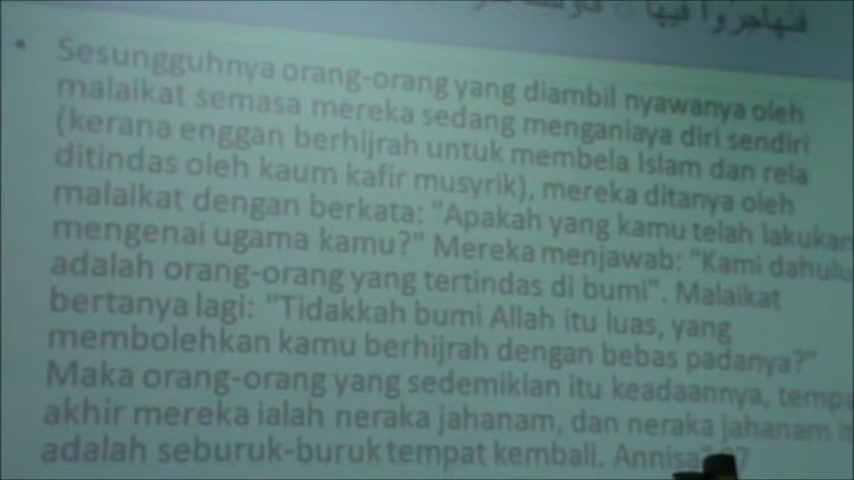 فتهاجروا فيها
• Sesungguhnya orang-orang yang diambil nyawanya oleh
malaikat semasa mereka sedang menganiaya diri sendiri
(kerana enggan berhijrah untuk membela Islam dan rela
ditindas oleh kaum kafir musyrik), mereka ditanya oleh
malaikat dengan berkata: "Apakah yang kamu telah lakukan
mengenai ugama kamu?" Mereka menjawab: "Kami dahulu
adalah orang-orang yang tertindas di bumi". Malaikat
bertanya lagi: "Tidakkah bumi Allah itu luas, yang
membolehkan kamu berhijrah dengan bebas padanya?"
Maka orang-orang yang sedemikian itu keadaannya, tempa
akhir mereka ialah neraka jahanam, dan neraka jahanam i
adalah seburuk-buruk tempat kembali. Annisa'